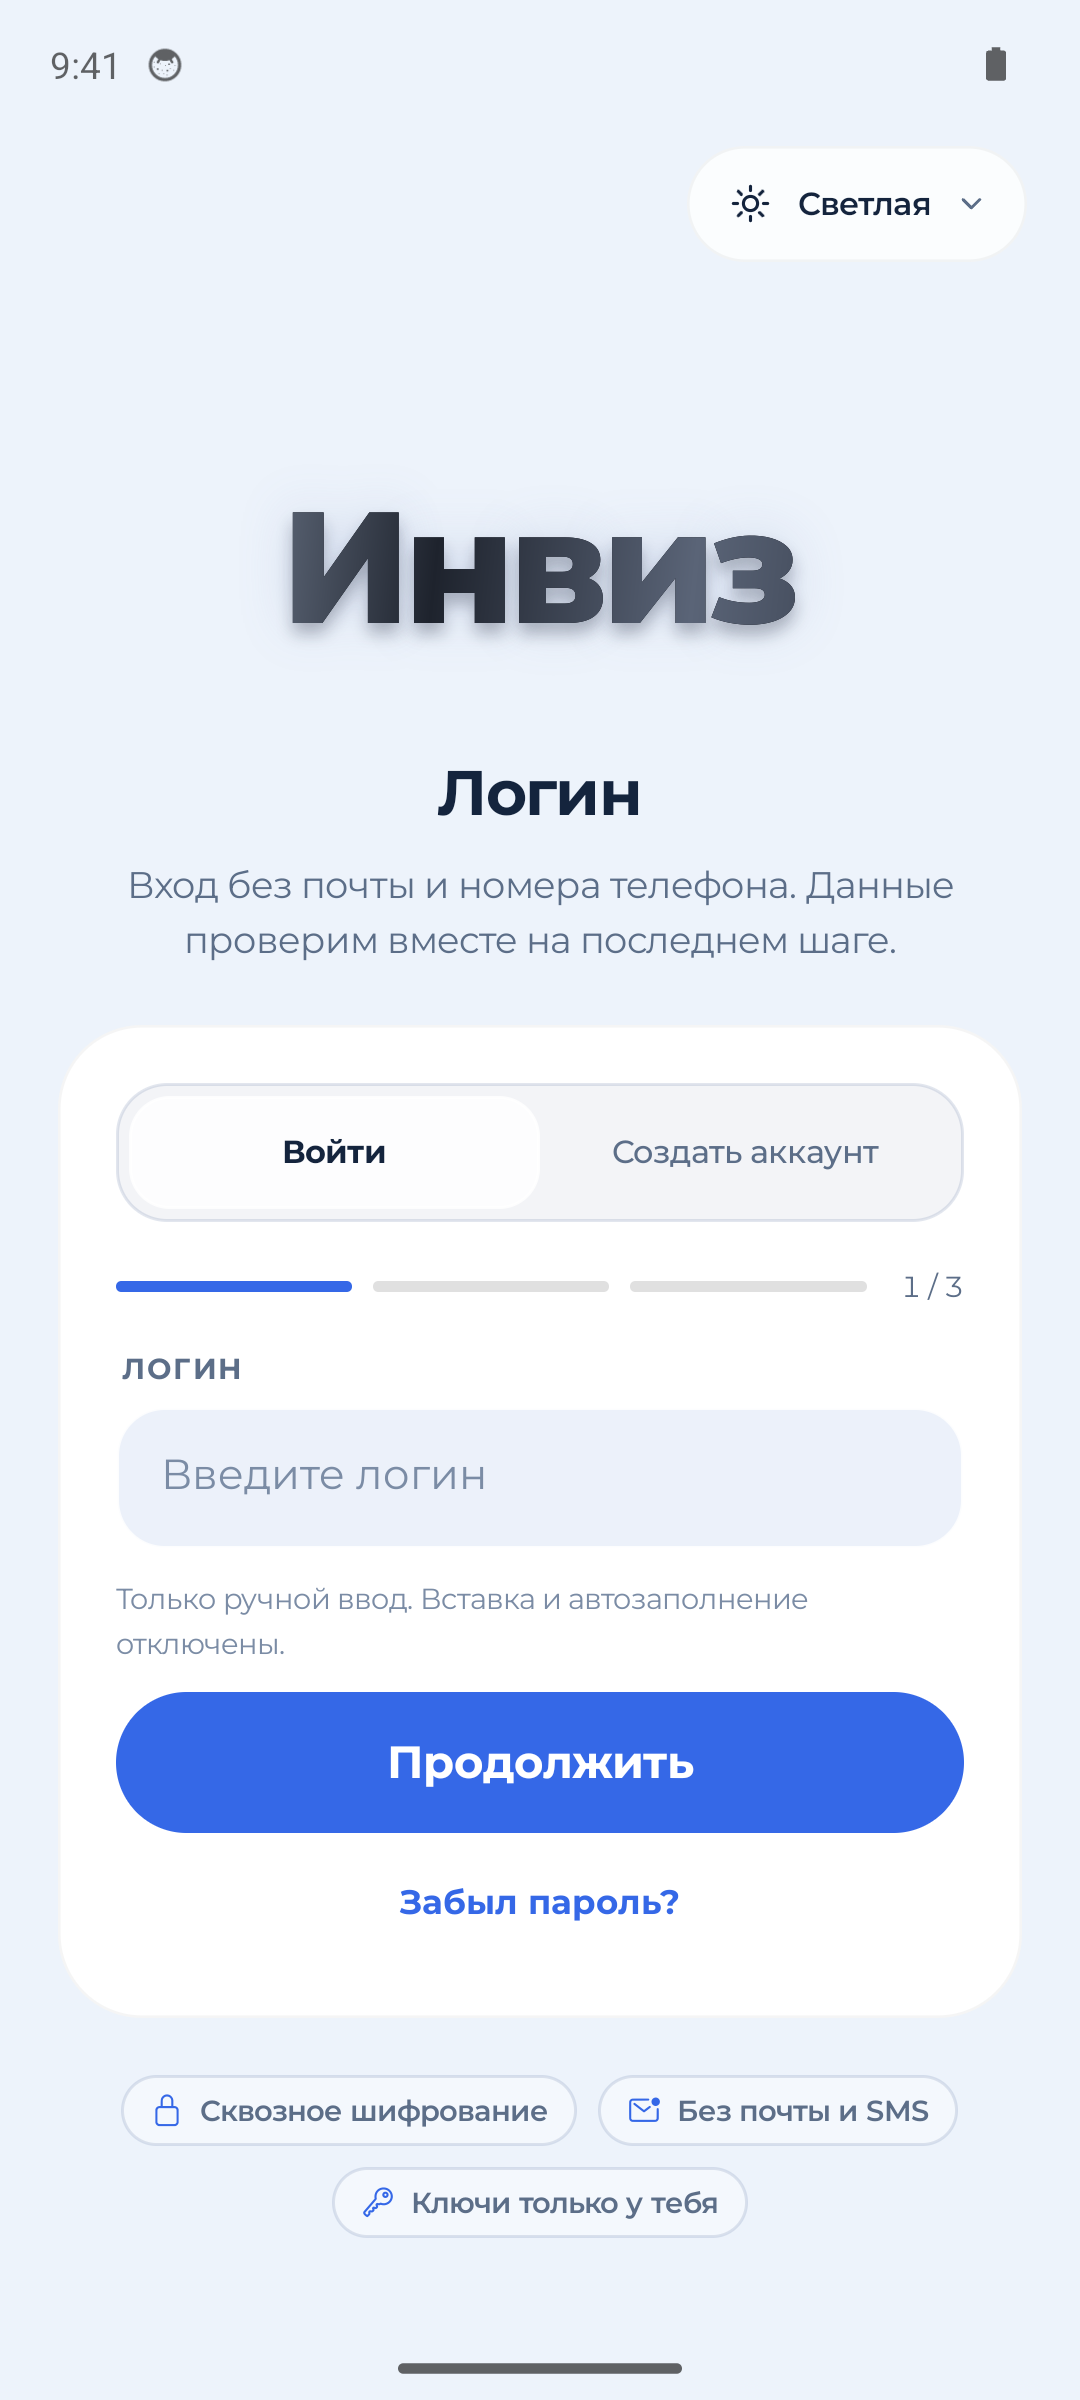 9:41
Светлая
Инвиз
Логин
Вход без почты и номера телефона. Данные
проверим вместе на последнем шаге.
Войти
Создать аккаунт
1 / 3
ЛОГИН
Введите логин
Только ручной ввод. Вставка и автозаполнение
отключены.
Продолжить
Забыл пароль?
Сквозное шифрование
Без почты и SMS
Ключи только у тебя